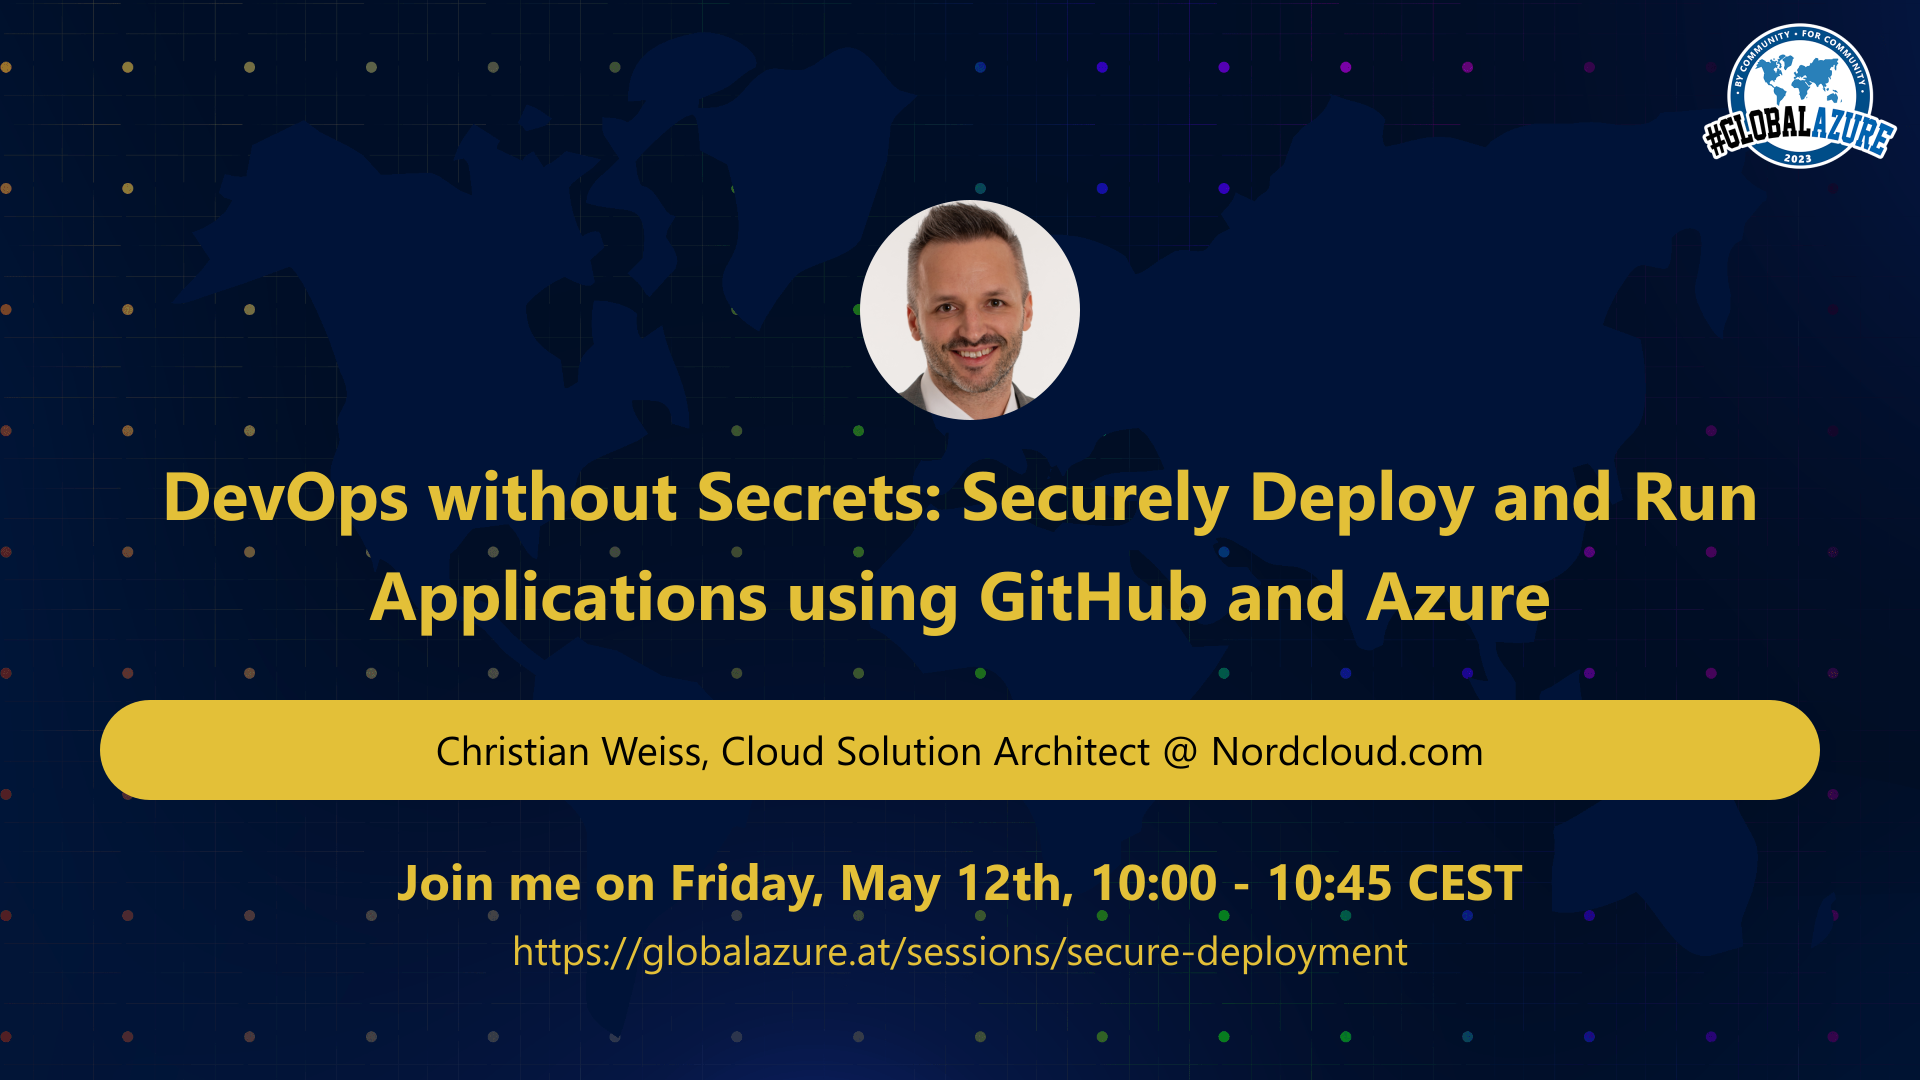 • BY COMMUNITY • FOR COMMUNITY •
#GLOBALAZURE
2023
DevOps without Secrets: Securely Deploy and Run
Applications using GitHub and Azure
Christian Weiss, Cloud Solution Architect @ Nordcloud.com
Join me on Friday, May 12th, 10:00 - 10:45 CEST
https://globalazure.at/sessions/secure-deployment